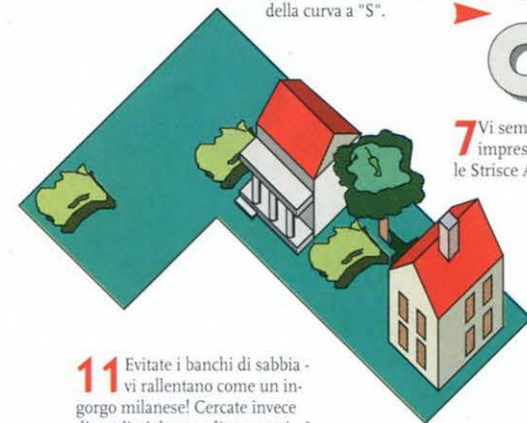 della curva a "S".
7 Vi sem
impres
le Strisce A
11 Evitate i banchi di sabbia -
vi rallentano come un in-
gorgo milanese! Cercate invece